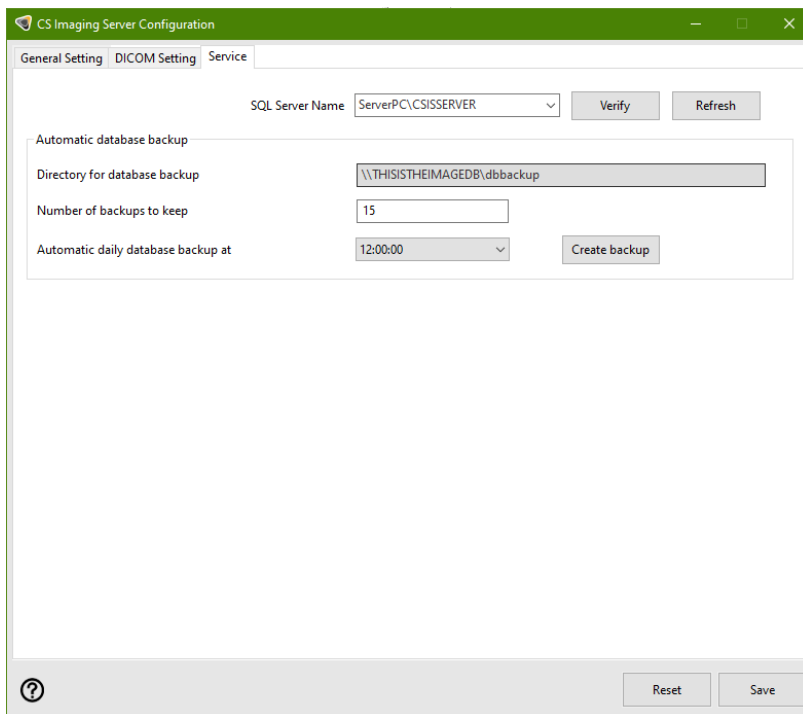 CS Imaging Server Configuration
General Setting DICOM Setting Service
SQL Server Name ServerPC\CSISSERVER Verify Refresh
Automatic database backup
Directory for database backup \\THISISTHEIMAGEDB\dbbackup
Number of backups to keep 15
Automatic daily database backup at 12:00:00 Create backup
Reset Save